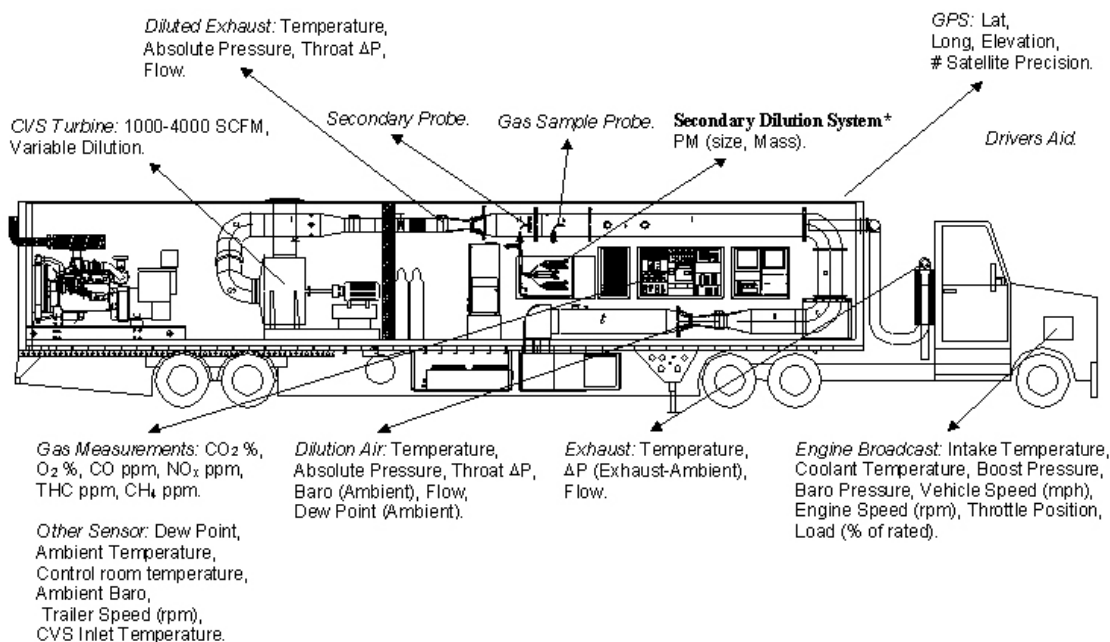 Diluted Exhaust: Temperature,
Absolute Pressure, Throat ΔP,
Flow.
GPS: Lat,
Long, Elevation,
# Satellite Precision.
CVS Turbine: 1000-4000 SCFM,
Variable Dilution.
Secondary Probe.
Gas Sample Probe.
Secondary Dilution System*
PM (size, Mass).
Drivers Aid.
Gas Measurements: CO₂ %,
O₂ %, CO ppm, NOₓ ppm,
THC ppm, CH₄ ppm.
Other Sensor: Dew Point,
Ambient Temperature,
Control room temperature,
Ambient Baro,
Trailer Speed (rpm),
CVS Inlet Temperature.
Dilution Air: Temperature,
Absolute Pressure, Throat ΔP,
Baro (Ambient), Flow,
Dew Point (Ambient).
Exhaust: Temperature,
ΔP (Exhaust-Ambient),
Flow.
Engine Broadcast: Intake Temperature,
Coolant Temperature, Boost Pressure,
Baro Pressure, Vehicle Speed (mph),
Engine Speed (rpm), Throttle Position,
Load (% of rated).